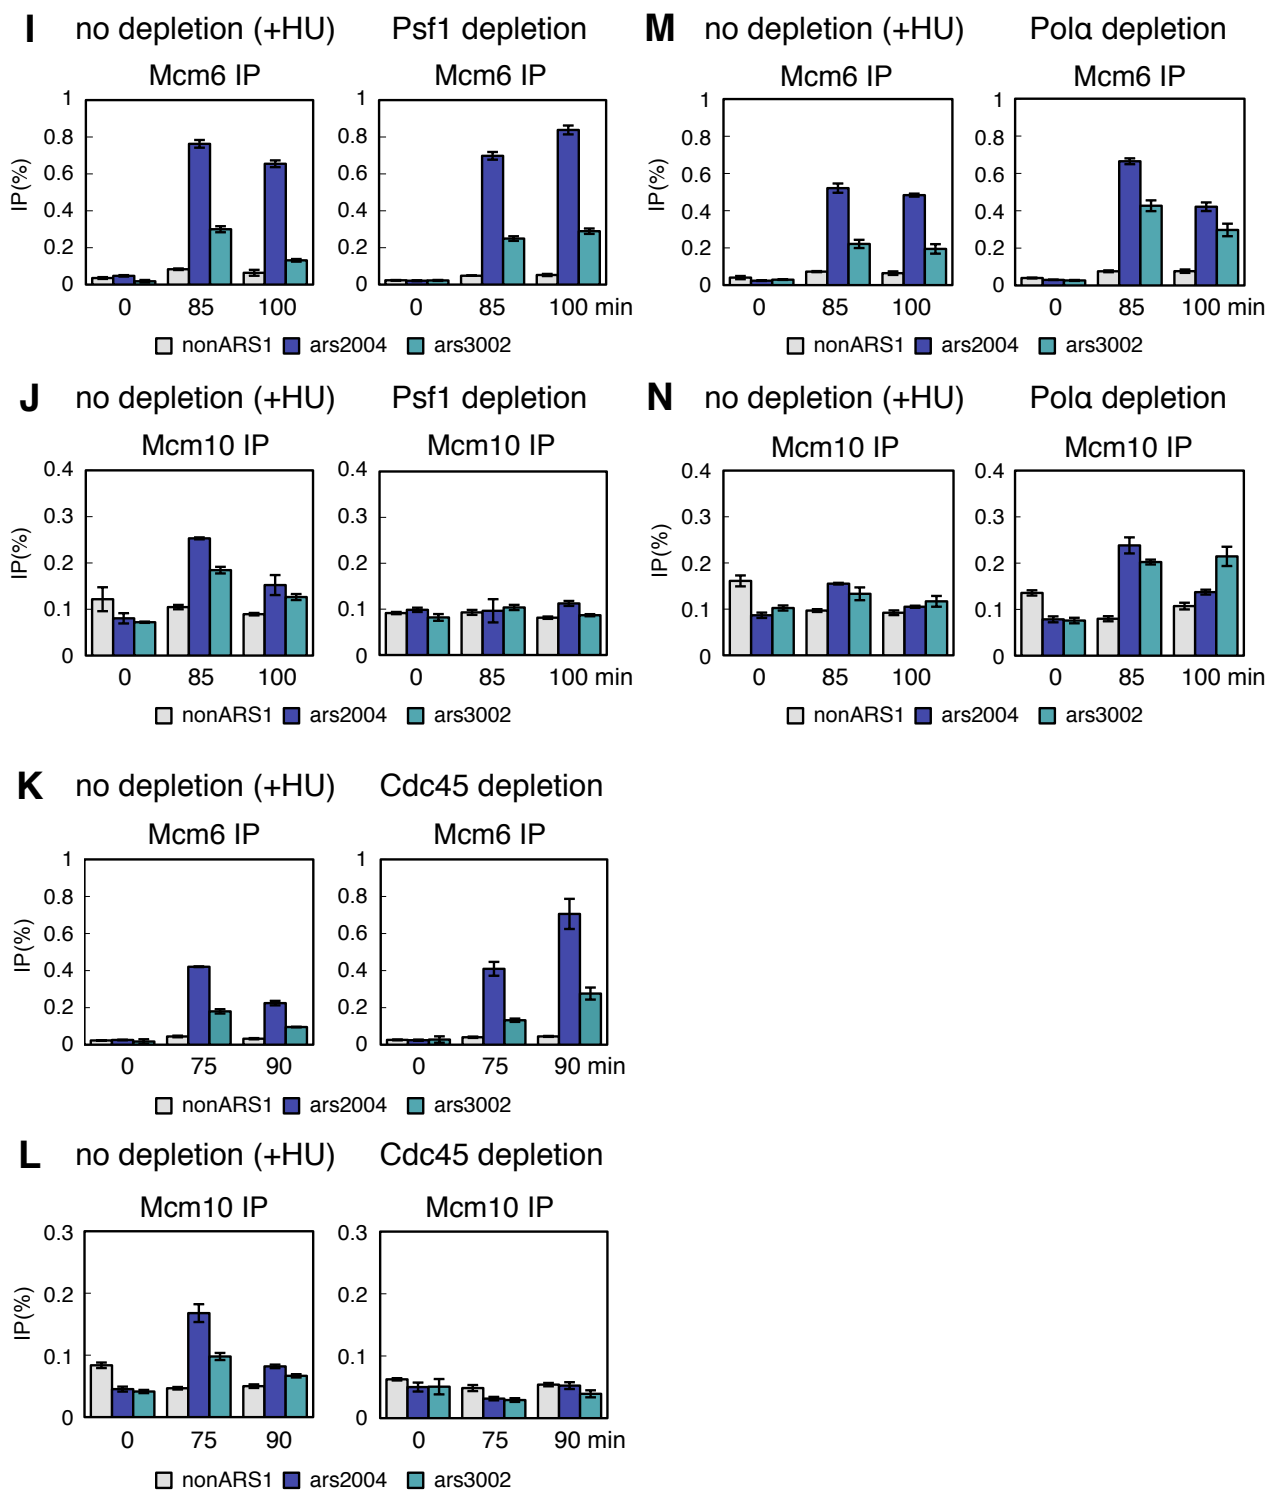 I no depletion (+HU) Psf1 depletion
Mcm6 IP Mcm6 IP
IP(%)
1
0.8
0.6
0.4
0.2
0
1
0.8
0.6
0.4
0.2
0
0 85 100 0 85 100 min
nonARS1 ars2004 ars3002
M no depletion (+HU) Polα depletion
Mcm6 IP Mcm6 IP
IP(%)
1
0.8
0.6
0.4
0.2
0
1
0.8
0.6
0.4
0.2
0
0 85 100 0 85 100 min
nonARS1 ars2004 ars3002
J no depletion (+HU) Psf1 depletion
Mcm10 IP Mcm10 IP
IP(%)
0.4
0.3
0.2
0.1
0
0.4
0.3
0.2
0.1
0
0 85 100 0 85 100 min
nonARS1 ars2004 ars3002
N no depletion (+HU) Polα depletion
Mcm10 IP Mcm10 IP
IP(%)
0.4
0.3
0.2
0.1
0
0.4
0.3
0.2
0.1
0
0 85 100 0 85 100 min
nonARS1 ars2004 ars3002
K no depletion (+HU) Cdc45 depletion
Mcm6 IP Mcm6 IP
IP(%)
1
0.8
0.6
0.4
0.2
0
1
0.8
0.6
0.4
0.2
0
0 75 90 0 75 90 min
nonARS1 ars2004 ars3002
L no depletion (+HU) Cdc45 depletion
Mcm10 IP Mcm10 IP
IP(%)
0.3
0.2
0.1
0
0.3
0.2
0.1
0
0 75 90 0 75 90 min
nonARS1 ars2004 ars3002